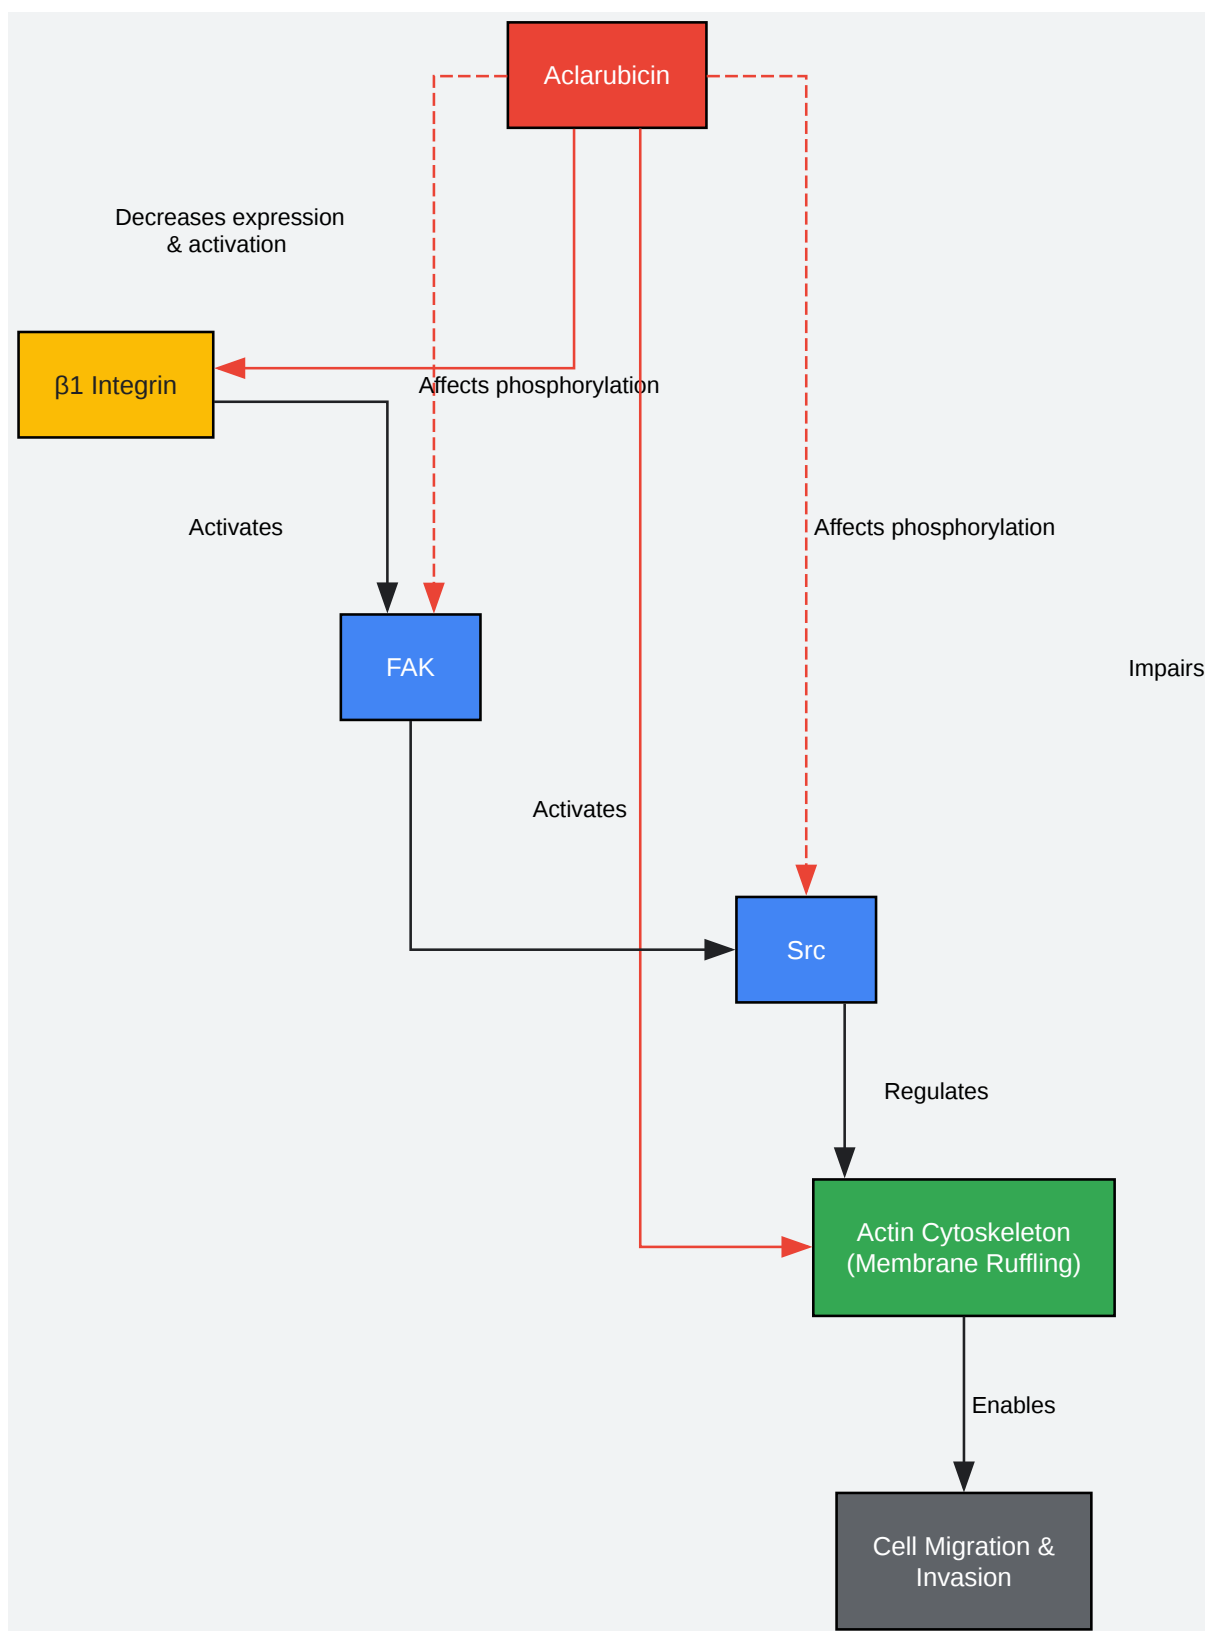 Aclarubicin
Decreases expression
& activation
β1 Integrin
Affects phosphorylation
Activates
Affects phosphorylation
FAK
Impairs
Activates
Src
Regulates
Actin Cytoskeleton
(Membrane Ruffling)
Enables
Cell Migration &
Invasion